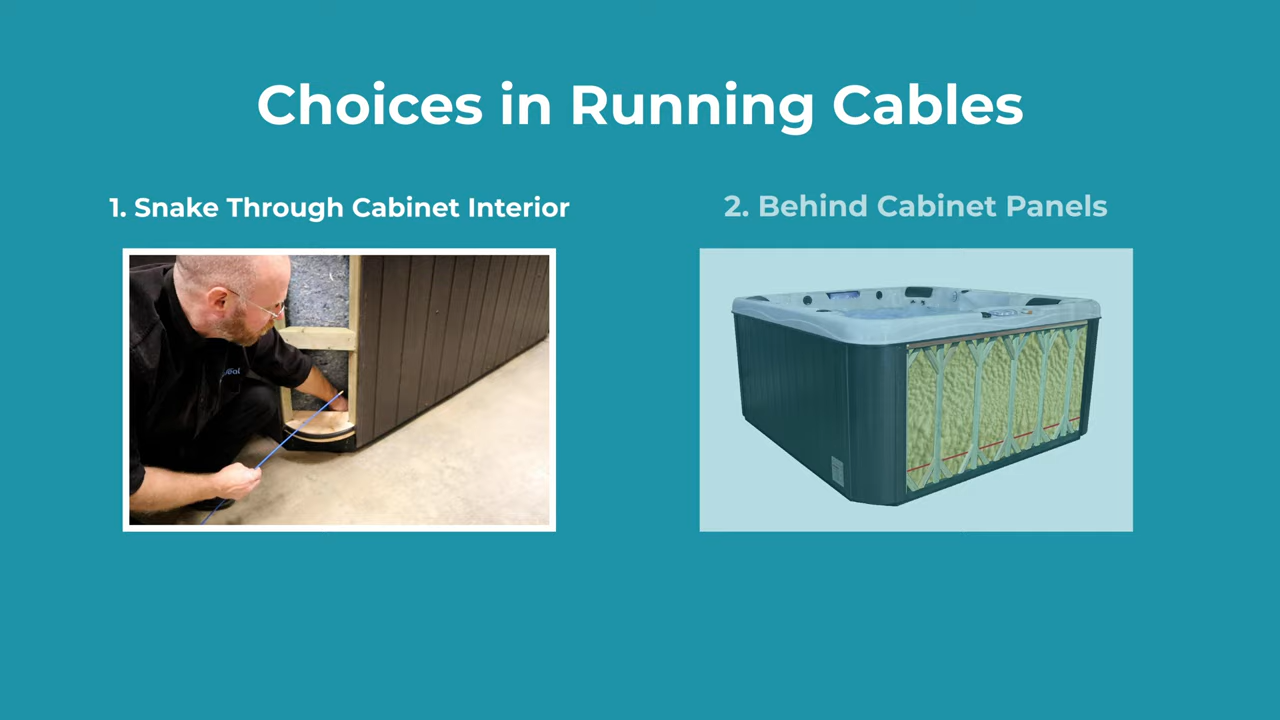 Choices in Running Cables
1. Snake Through Cabinet Interior
2. Behind Cabinet Panels